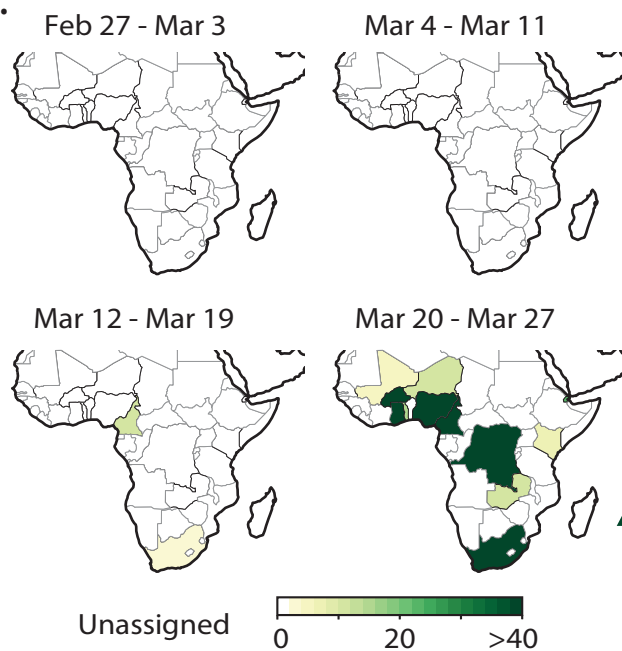 Feb 27 - Mar 3
Mar 4 - Mar 11
Mar 12 - Mar 19
Mar 20 - Mar 27
Unassigned
0
20
>40